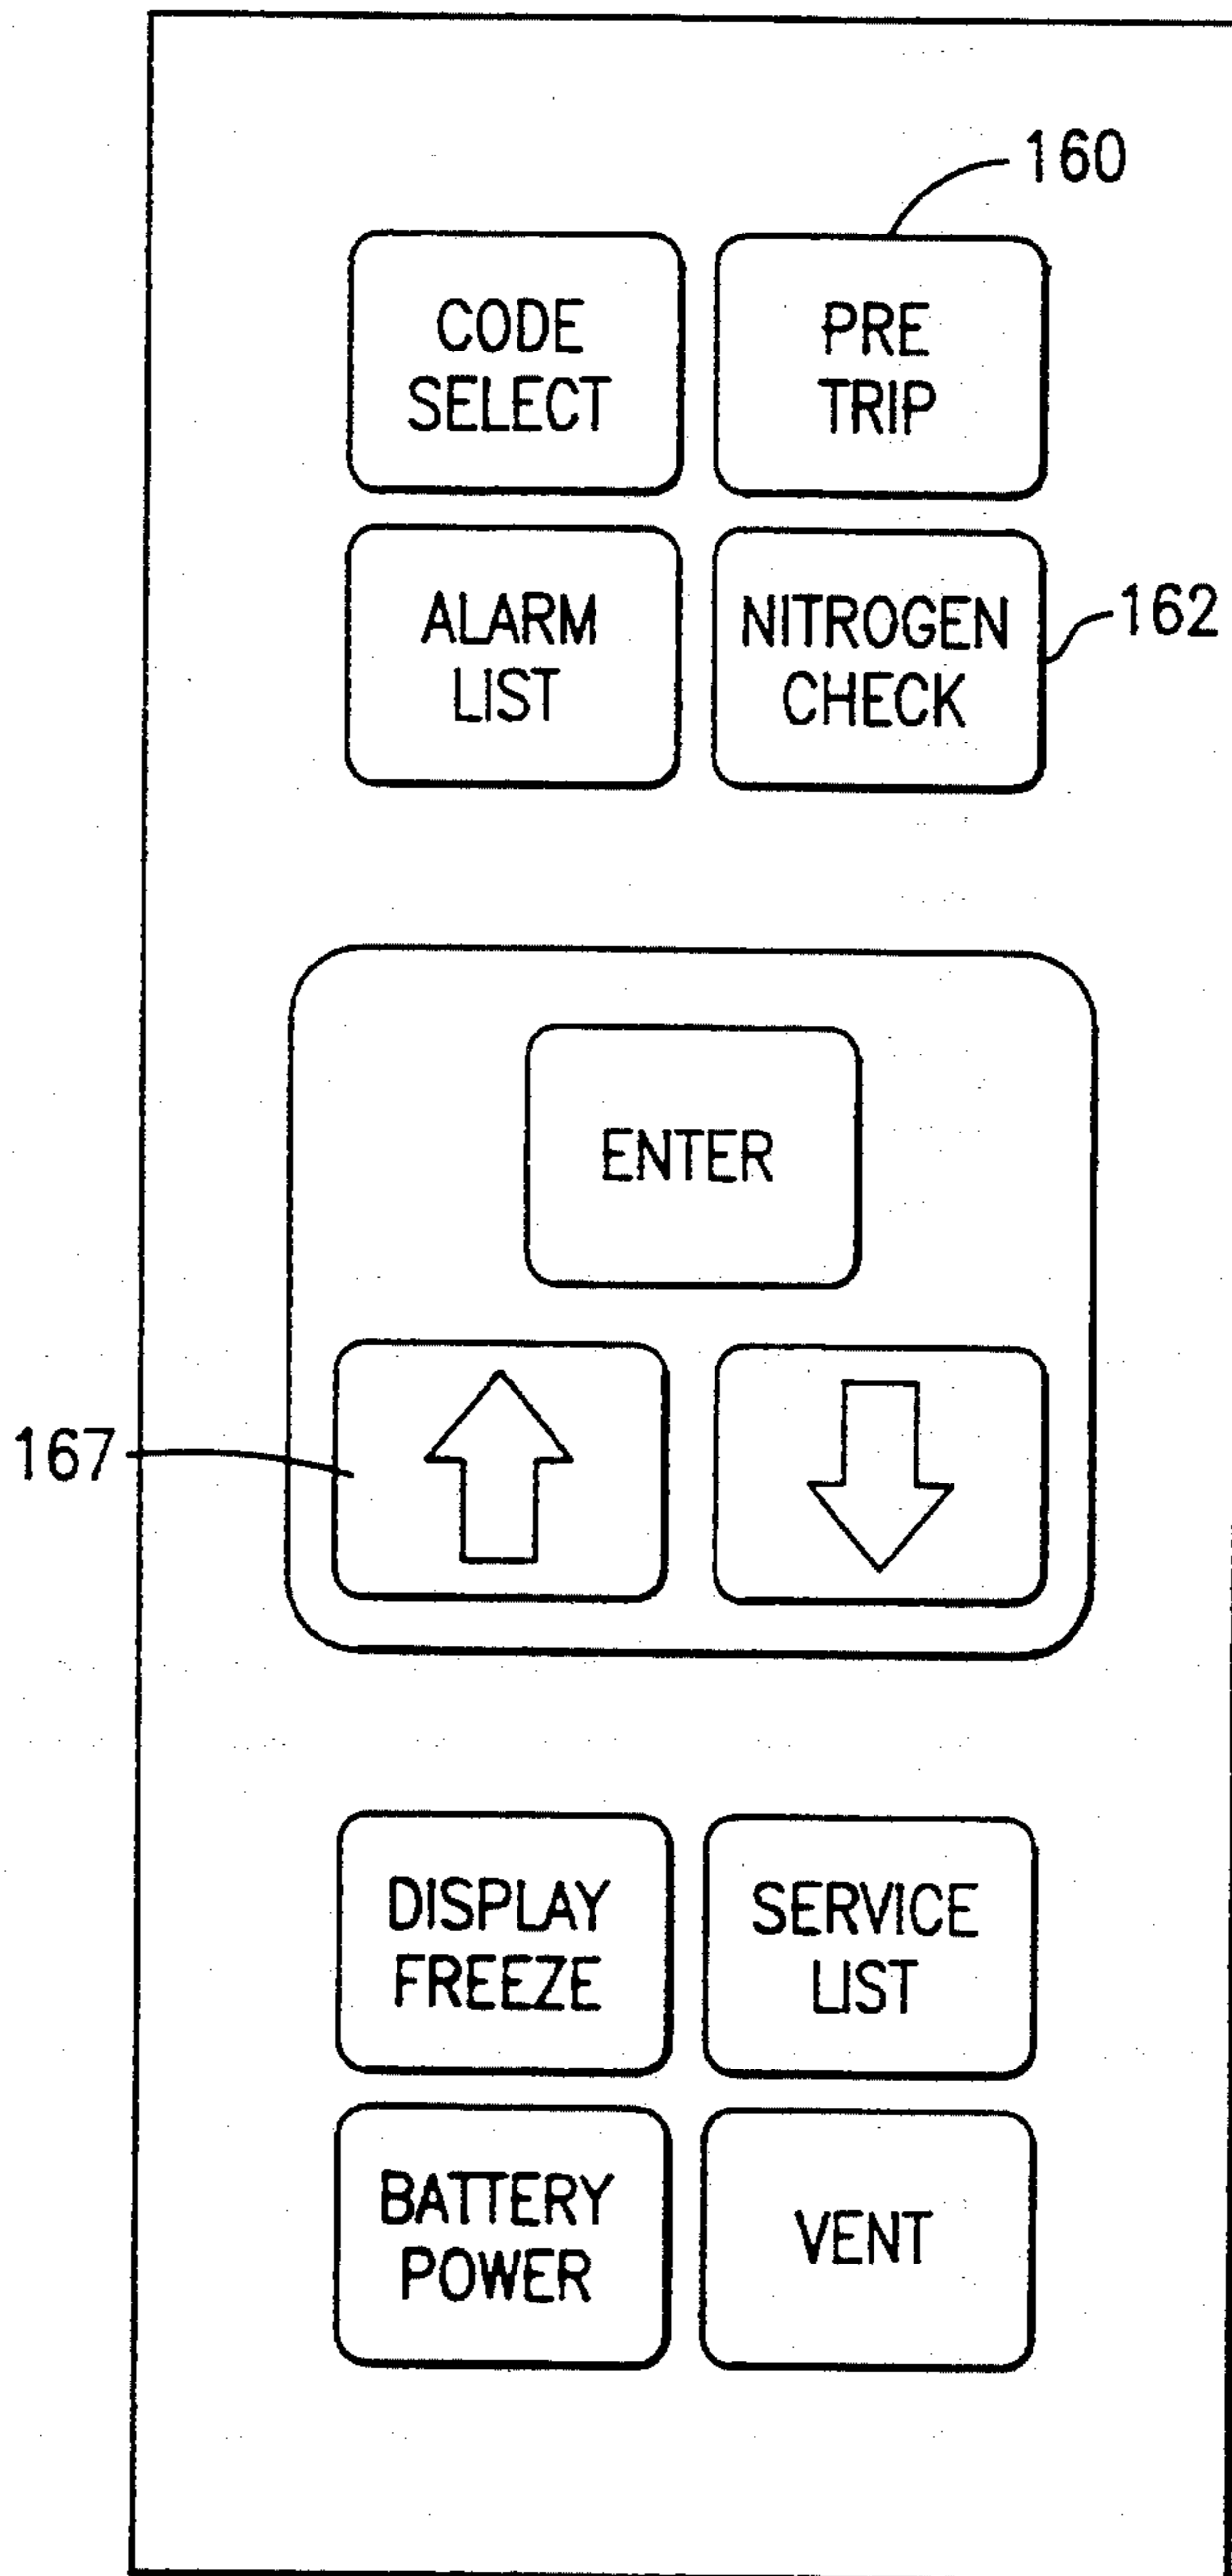 160
CODE
SELECT
PRE
TRIP
ALARM
LIST
NITROGEN
CHECK
162
ENTER
167
DISPLAY
FREEZE
SERVICE
LIST
BATTERY
POWER
VENT